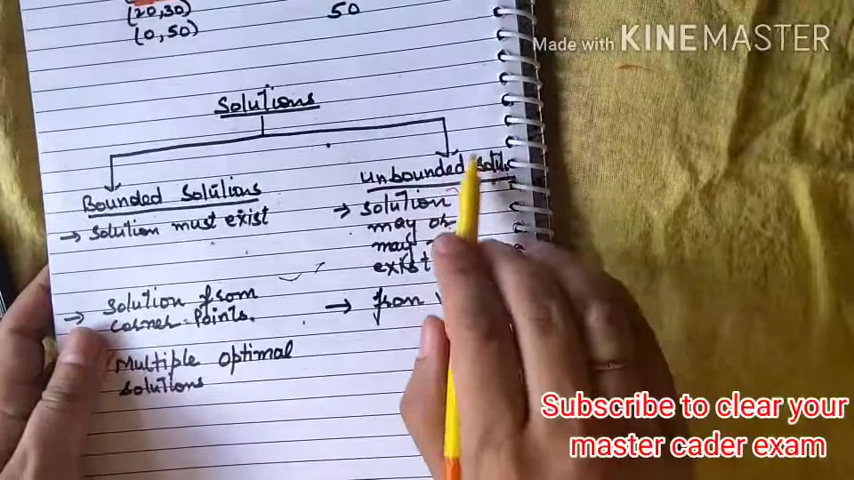 (20,30)
(0,50)
50
Made With KINEMASTER
Solutions
Bounded solutions
→ Solution must exist
→ Solution from
corner points.
Multiple optimal
solutions
Unbounded soln.
→ Solution
may or
may
exist
→ from
Subscribe to clear your
master cader exam